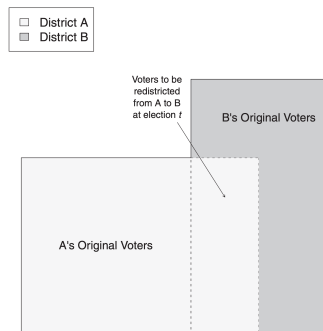 District A
District B
Voters to be
redistricted
from A to B
at election t
B's Original Voters
A's Original Voters